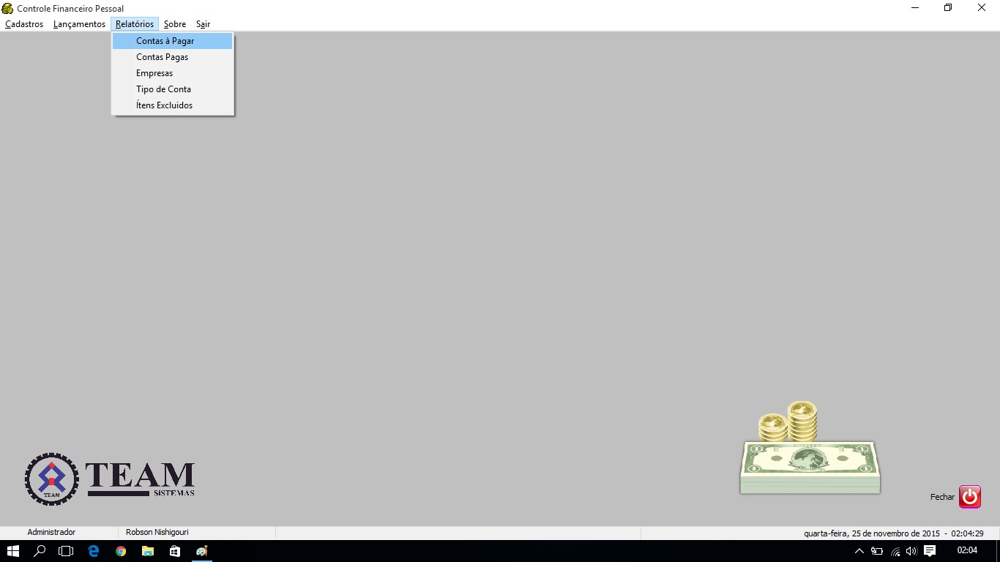 Controle Financeiro Pessoal
Cadastros Lançamentos Relatórios Sobre Sair
Contas à Pagar
Contas Pagas
Empresas
Tipo de Conta
Ítens Excluidos
TEAM
SISTEMAS
TEAM
Fechar
Administrador Robson Nishigouri quarta-feira, 25 de novembro de 2015 - 02:04:29
02:04